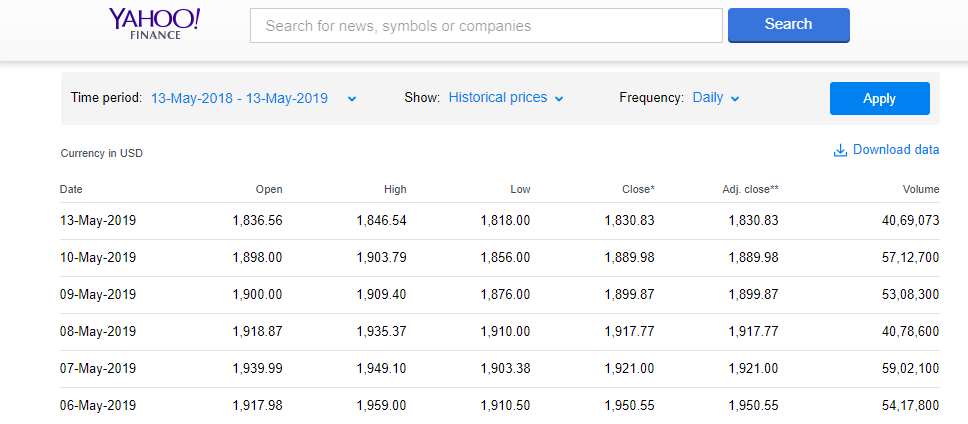 YAHOO!
FINANCE
Search for news, symbols or companies
Search
Time period: 13-May-2018 - 13-May-2019 Show: Historical prices Frequency: Daily Apply
Currency in USD Download data
Date Open High Low Close* Adj. close** Volume
13-May-2019 1,836.56 1,846.54 1,818.00 1,830.83 1,830.83 40,69,073
10-May-2019 1,898.00 1,903.79 1,856.00 1,889.98 1,889.98 57,12,700
09-May-2019 1,900.00 1,909.40 1,876.00 1,899.87 1,899.87 53,08,300
08-May-2019 1,918.87 1,935.37 1,910.00 1,917.77 1,917.77 40,78,600
07-May-2019 1,939.99 1,949.10 1,903.38 1,921.00 1,921.00 59,02,100
06-May-2019 1,917.98 1,959.00 1,910.50 1,950.55 1,950.55 54,17,800